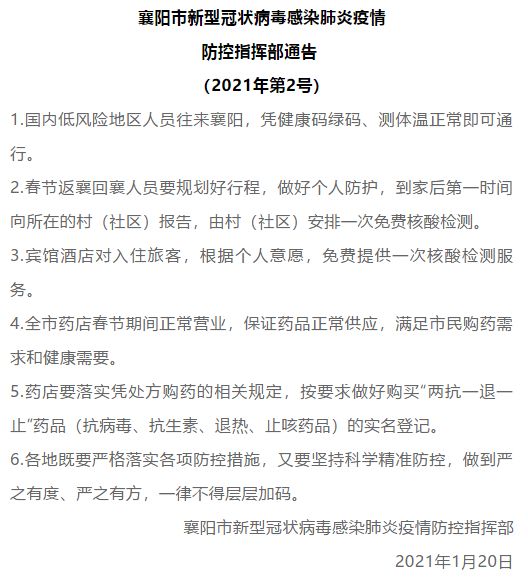 襄阳市新型冠状病毒感染肺炎疫情
防控指挥部通告
（2021年第2号）
1.国内低风险地区人员往来襄阳，凭健康码绿码、测体温正常即可通
行。
2.春节返襄回襄人员要规划好行程，做好个人防护，到家后第一时间
向所在的村（社区）报告，由村（社区）安排一次免费核酸检测。
3.宾馆酒店对入住旅客，根据个人意愿，免费提供一次核酸检测服
务。
4.全市药店春节期间正常营业，保证药品正常供应，满足市民购药需
求和健康需要。
5.药店要落实凭处方购药的相关规定，按要求做好购买“两抗一退一
止”药品（抗病毒、抗生素、退热、止咳药品）的实名登记。
6.各地既要严格落实各项防控措施，又要坚持科学精准防控，做到严
之有度、严之有方，一律不得层层加码。
襄阳市新型冠状病毒感染肺炎疫情防控指挥部
2021年1月20日